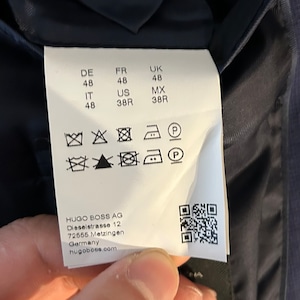 DE FR UK
48 48 48
IT US MX
48 38R 38R
P
P
HUGO BOSS AG
Dieselstrasse 12
72555 Metzingen
Germany
hugoboss.com